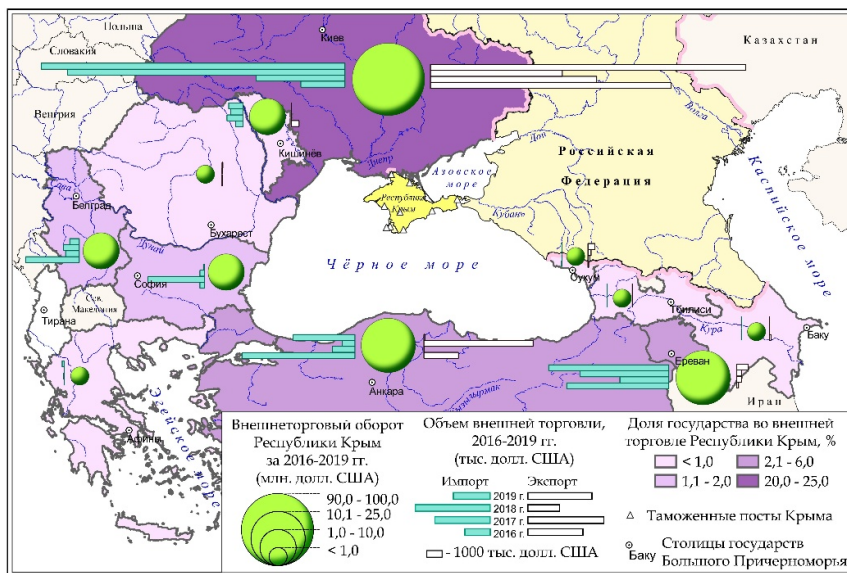 Польша
Киев
Казахстан
Словакия
Венгрия
Волга
Кишинёв
Днепр
Дон
Азовское
море
Российская
Федерация
Республика
Крым
Кубань
Каспийское море
Белград
Бухарест
Дунай
София
Чёрное море
Сев.
Македония
Тирана
Сухум
Тбилиси
Кура
Баку
Ереван
Анкара
Кызылырмак
Иран
Афины
Эгейское море
Внешнеторговый оборот
Республики Крым
за 2016-2019 гг.
(млн. долл. США)
90,0 - 100,0
10,1 - 25,0
1,0 - 10,0
< 1,0
Объем внешней торговли,
2016-2019 гг.
(тыс. долл. США)
Импорт Экспорт
2019 г.
2018 г.
2017 г.
2016 г.
- 1000 тыс. долл. США
Доля государства во внешней
торговле Республики Крым, %
< 1,0 2,1 - 6,0
1,1 - 2,0 20,0 - 25,0
Таможенные посты Крыма
Баку Столицы государств
Большого Причерноморья